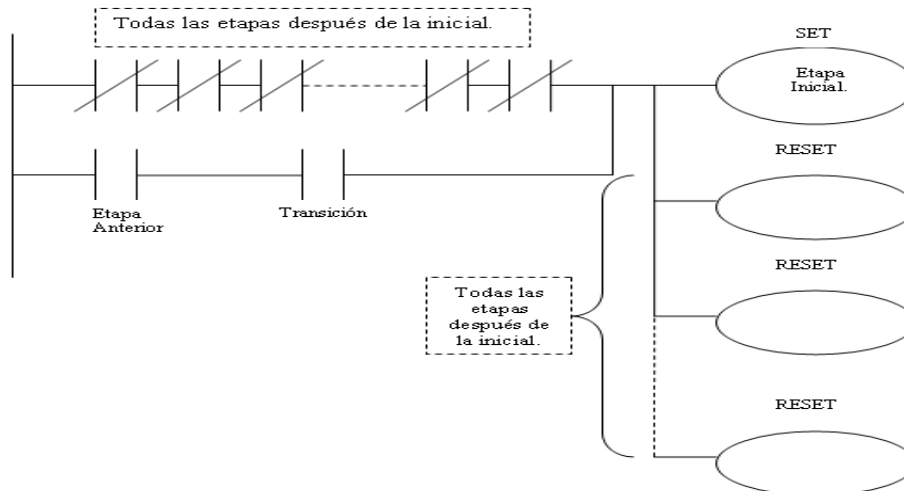 Todas las etapas después de la inicial.
SET
Etapa
Inicial.
RESET
Etapa
Anterior
Transición
RESET
Todas las
etapas
después de
la inicial.
RESET